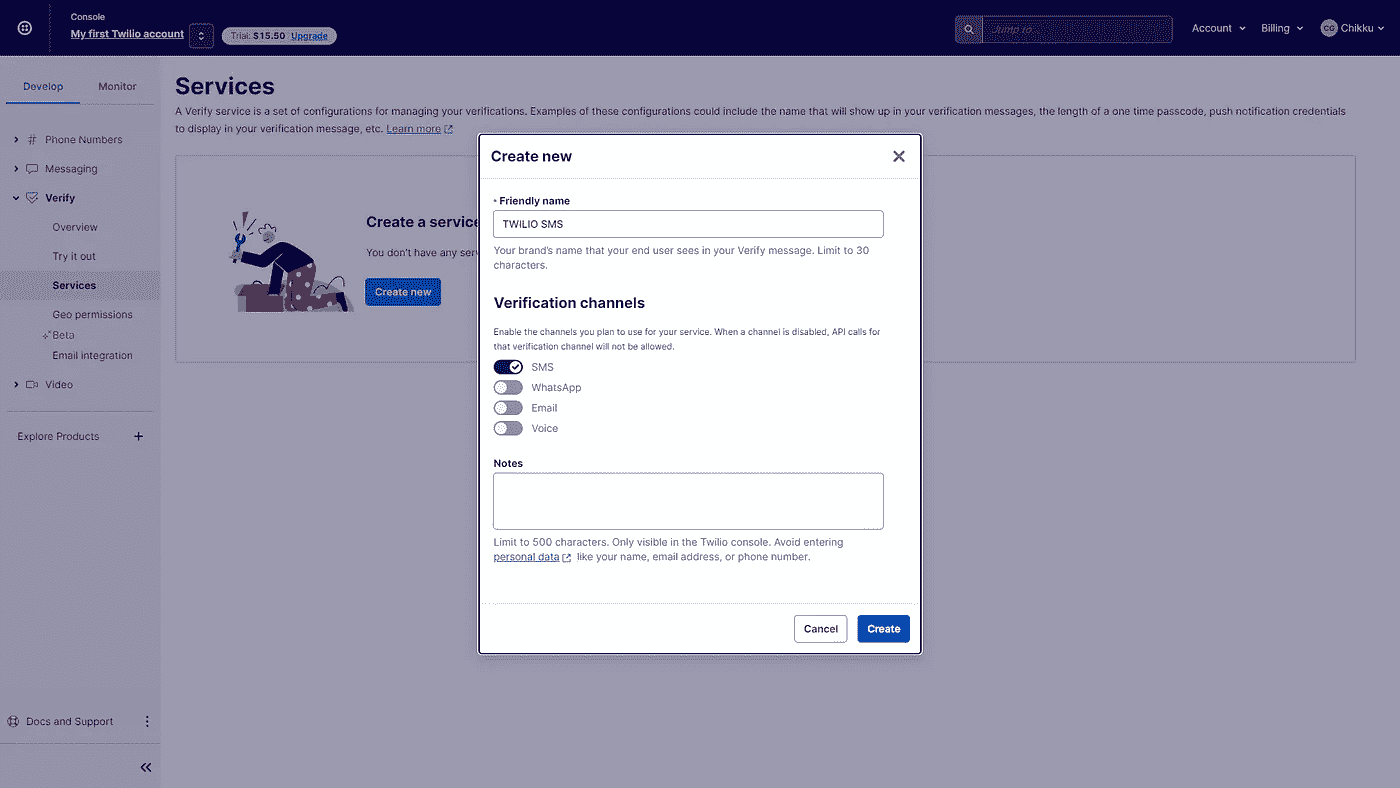 Console
My first Twilio account
Trial: $15.50 Upgrade
Jump to...
Account
Billing
CG
Chikku
Develop
Monitor
# Phone Numbers
Messaging
Verify
Overview
Try it out
Services
Geo permissions
Beta
Email integration
Video
Explore Products +
Docs and Support
Services
A Verify service is a set of configurations for managing your verifications. Examples of these configurations could include the name that will show up in your verification messages, the length of a one time passcode, push notification credentials
to display in your verification message, etc. Learn more
Create a service
You don't have any
Create new
Create new
* Friendly name
TWILIO SMS
Your brand's name that your end user sees in your Verify message. Limit to 30
characters.
Verification channels
Enable the channels you plan to use for your service. When a channel is disabled, API calls for
that verification channel will not be allowed.
SMS
WhatsApp
Email
Voice
Notes
Limit to 500 characters. Only visible in the Twilio console. Avoid entering
personal data like your name, email address, or phone number.
Cancel
Create